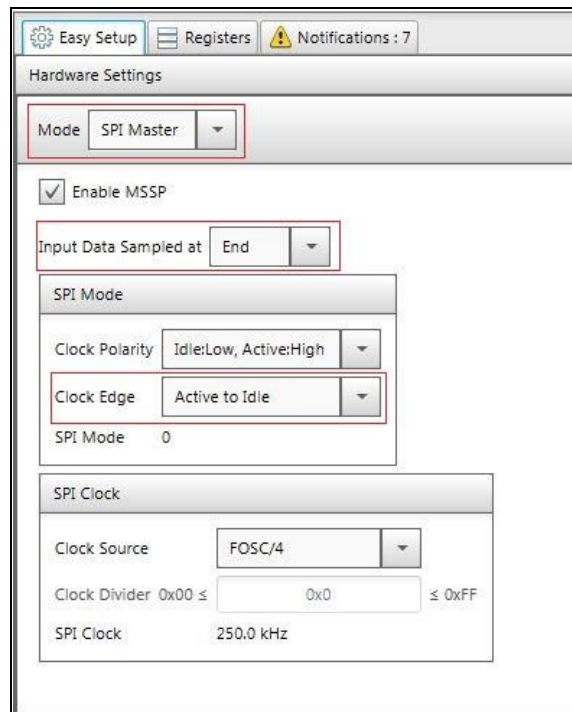 Easy Setup Registers Notifications : 7
Hardware Settings
Mode SPI Master
Enable MSSP
Input Data Sampled at End
SPI Mode
Clock Polarity Idle:Low, Active:High
Clock Edge Active to Idle
SPI Mode 0
SPI Clock
Clock Source FOSC/4
Clock Divider 0x00 ≤ 0x0 ≤ 0xFF
SPI Clock 250.0 kHz